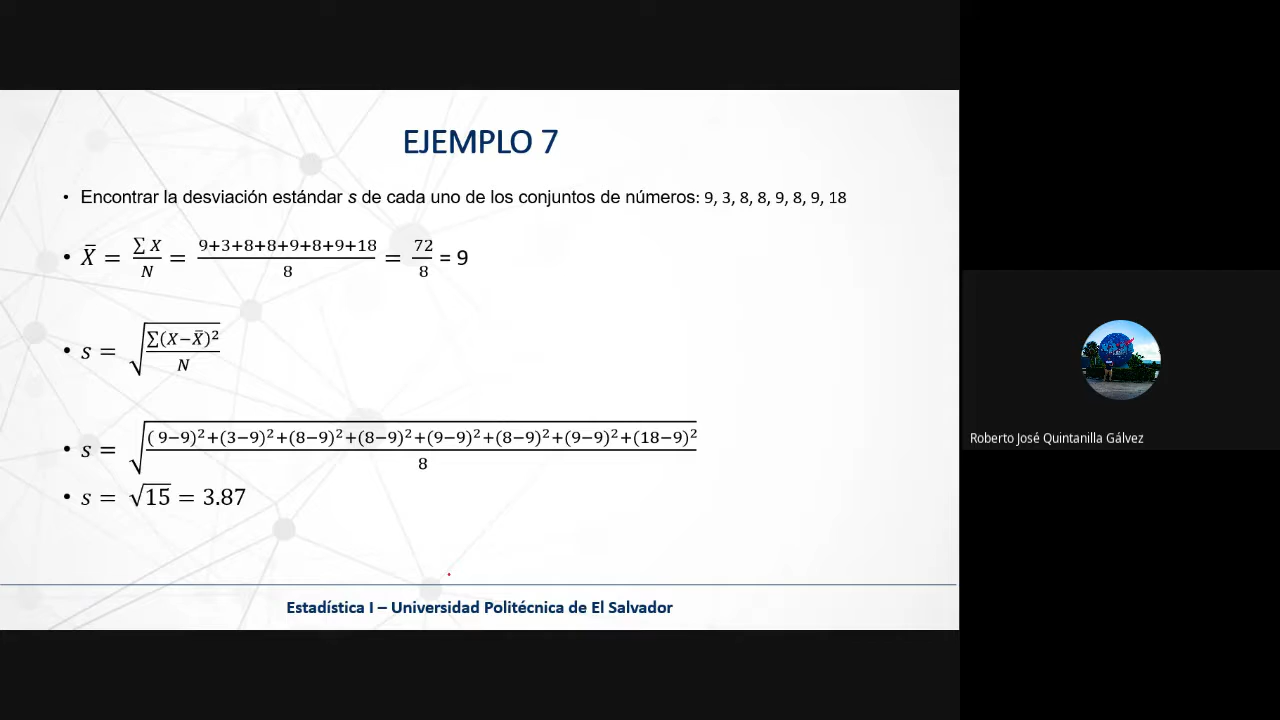 EJEMPLO 7
• Encontrar la desviación estándar s de cada uno de los conjuntos de números: 9, 3, 8, 8, 9, 8, 9, 18
• X̄ = ∑ X / N = 9+3+8+8+9+8+9+18 / 8 = 72 / 8 = 9
• s = √(∑(X−X̄)² / N)
• s = √(( 9−9)²+(3−9)²+(8−9)²+(8−9)²+(9−9)²+(8−9)²+(9−9)²+(18−9)² / 8)
• s = √15 = 3.87
Estadística I – Universidad Politécnica de El Salvador
Roberto José Quintanilla Gálvez